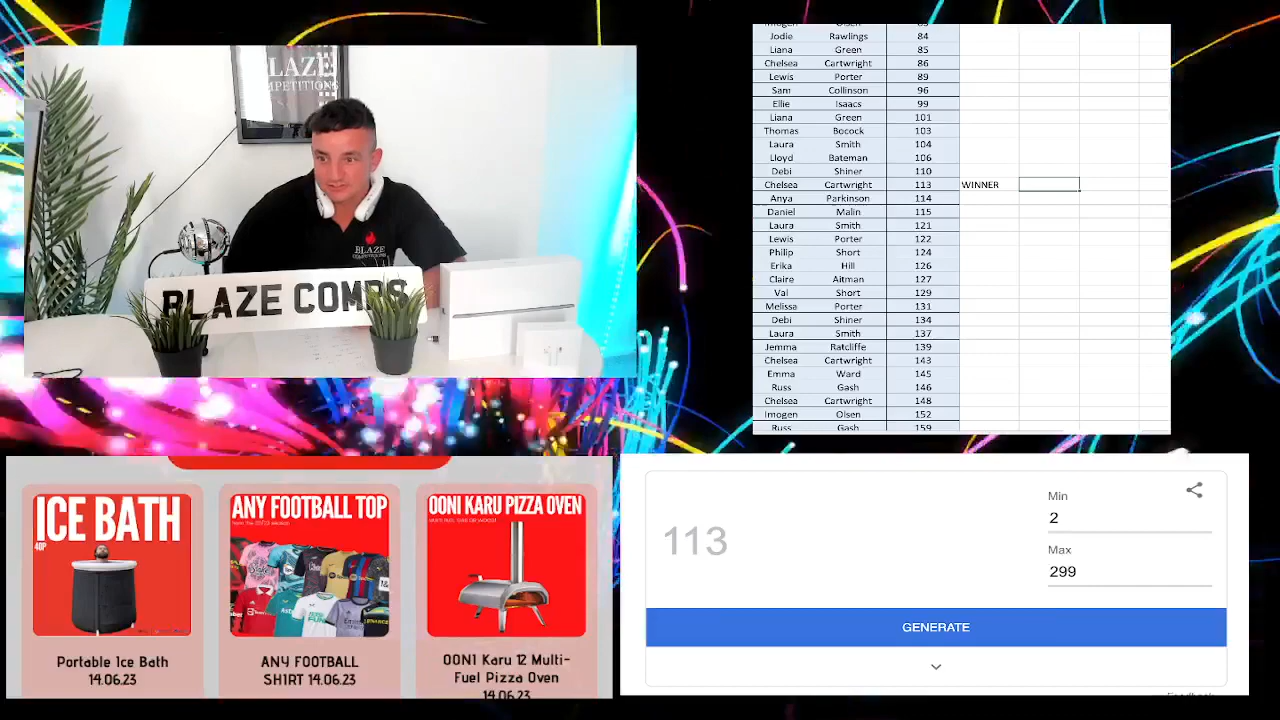 BLAZE
COMPETITIONS
BLAZE
COMPETITIONS
BLAZE COMPS
Jodie Rawlings 84
Liana Green 85
Chelsea Cartwright 86
Lewis Porter 89
Sam Collinson 96
Ellie Isaacs 99
Liana Green 101
Thomas Bocock 103
Laura Smith 104
Lloyd Bateman 106
Debi Shiner 110
Chelsea Cartwright 113 WINNER
Anya Parkinson 114
Daniel Malin 115
Laura Smith 121
Lewis Porter 122
Philip Short 124
Erika Hill 126
Claire Aitman 127
Val Short 129
Melissa Porter 131
Debi Shiner 134
Laura Smith 137
Jemma Ratcliffe 139
Chelsea Cartwright 143
Emma Ward 145
Russ Gash 146
Chelsea Cartwright 148
Imogen Olsen 152
Russ Gash 159
ICE BATH
40P
Portable Ice Bath
14.06.23
ANY FOOTBALL TOP
ANY FOOTBALL
SHIRT 14.06.23
OONI KARU PIZZA OVEN
OONI Karu 12 Multi-
Fuel Pizza Oven
14.06.23
113
Min
2
Max
299
GENERATE